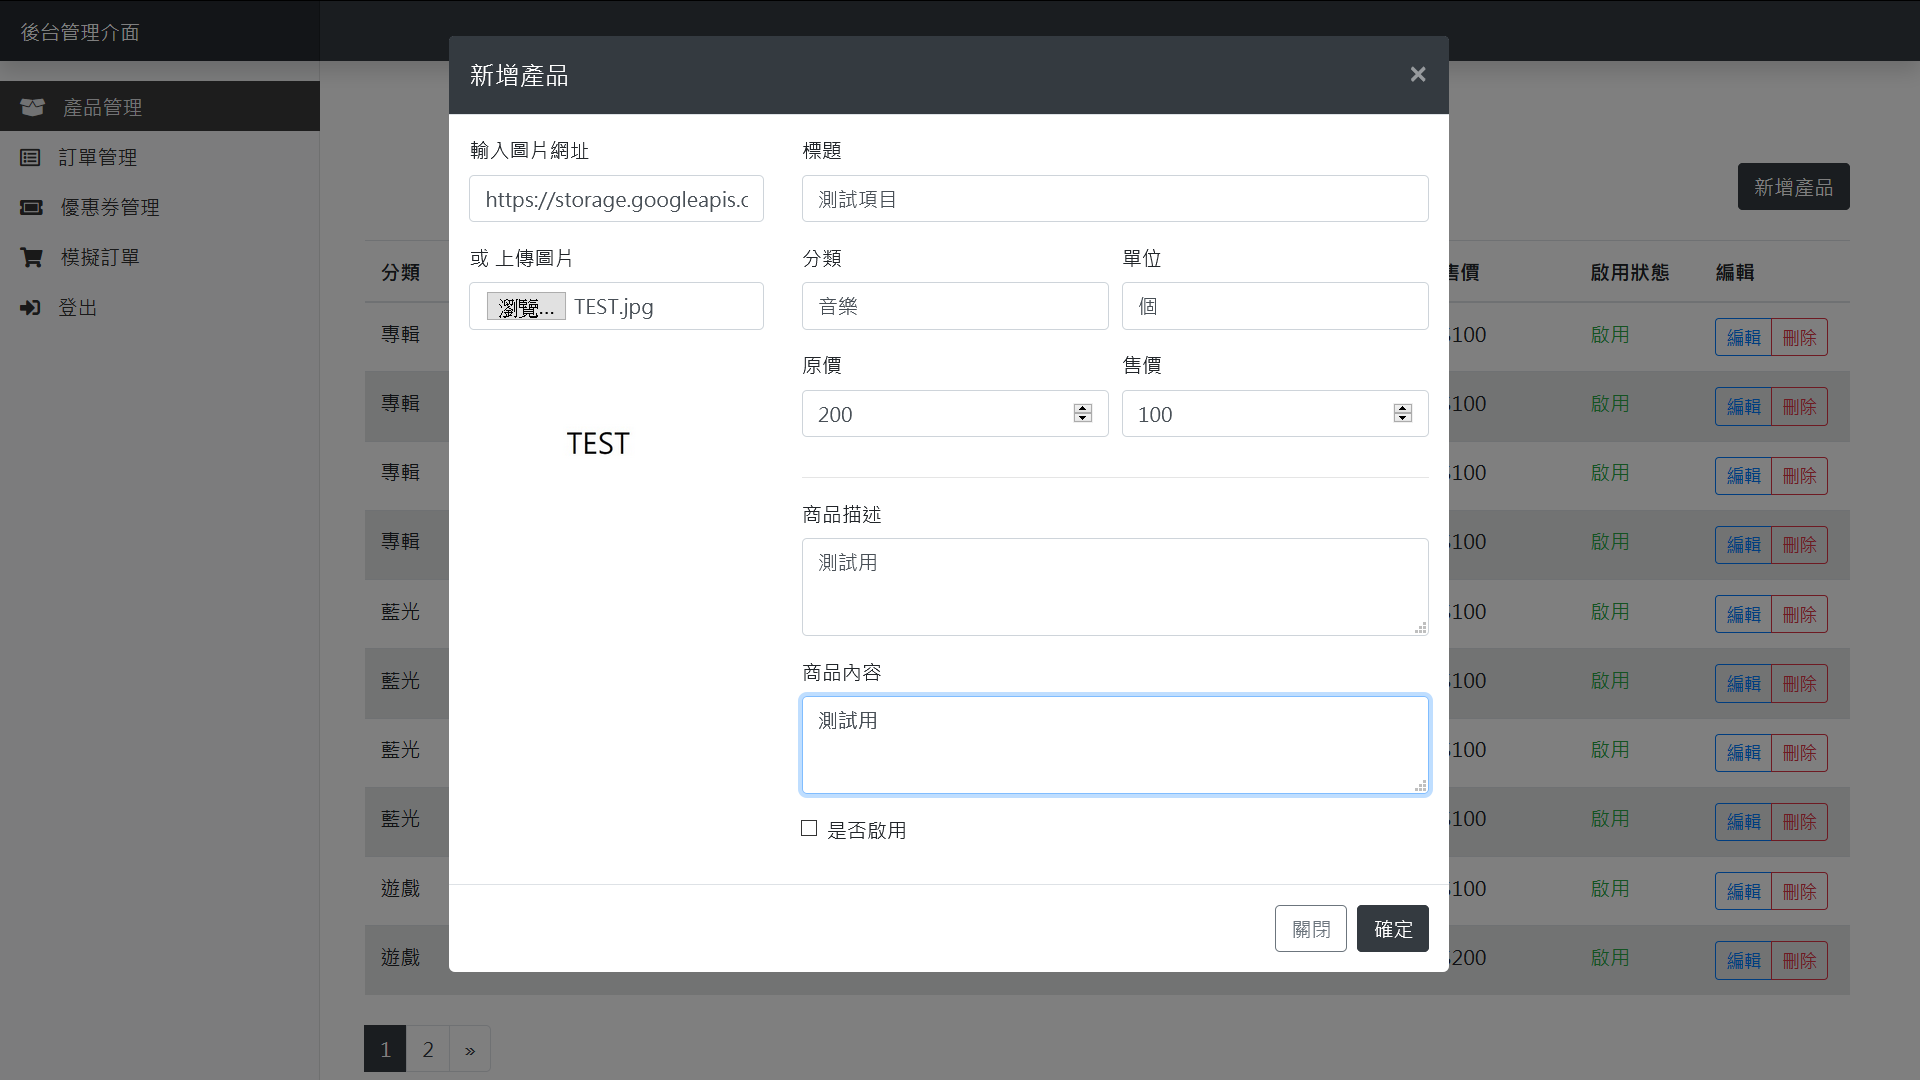 後台管理介面
產品管理
訂單管理
優惠券管理
模擬訂單
登出
新增產品
新增產品 ×
輸入圖片網址
https://storage.googleapis.c
或 上傳圖片
瀏覽... TEST.jpg
TEST
標題
測試項目
分類 單位
音樂 個
原價 售價
200 100
商品描述
測試用
商品內容
測試用
是否啟用
關閉 確定
分類 售價 啟用狀態 編輯
專輯 $100 啟用 編輯 刪除
專輯 $100 啟用 編輯 刪除
專輯 $100 啟用 編輯 刪除
專輯 $100 啟用 編輯 刪除
藍光 $100 啟用 編輯 刪除
藍光 $100 啟用 編輯 刪除
藍光 $100 啟用 編輯 刪除
藍光 $100 啟用 編輯 刪除
遊戲 $100 啟用 編輯 刪除
遊戲 $200 啟用 編輯 刪除
1 2 »